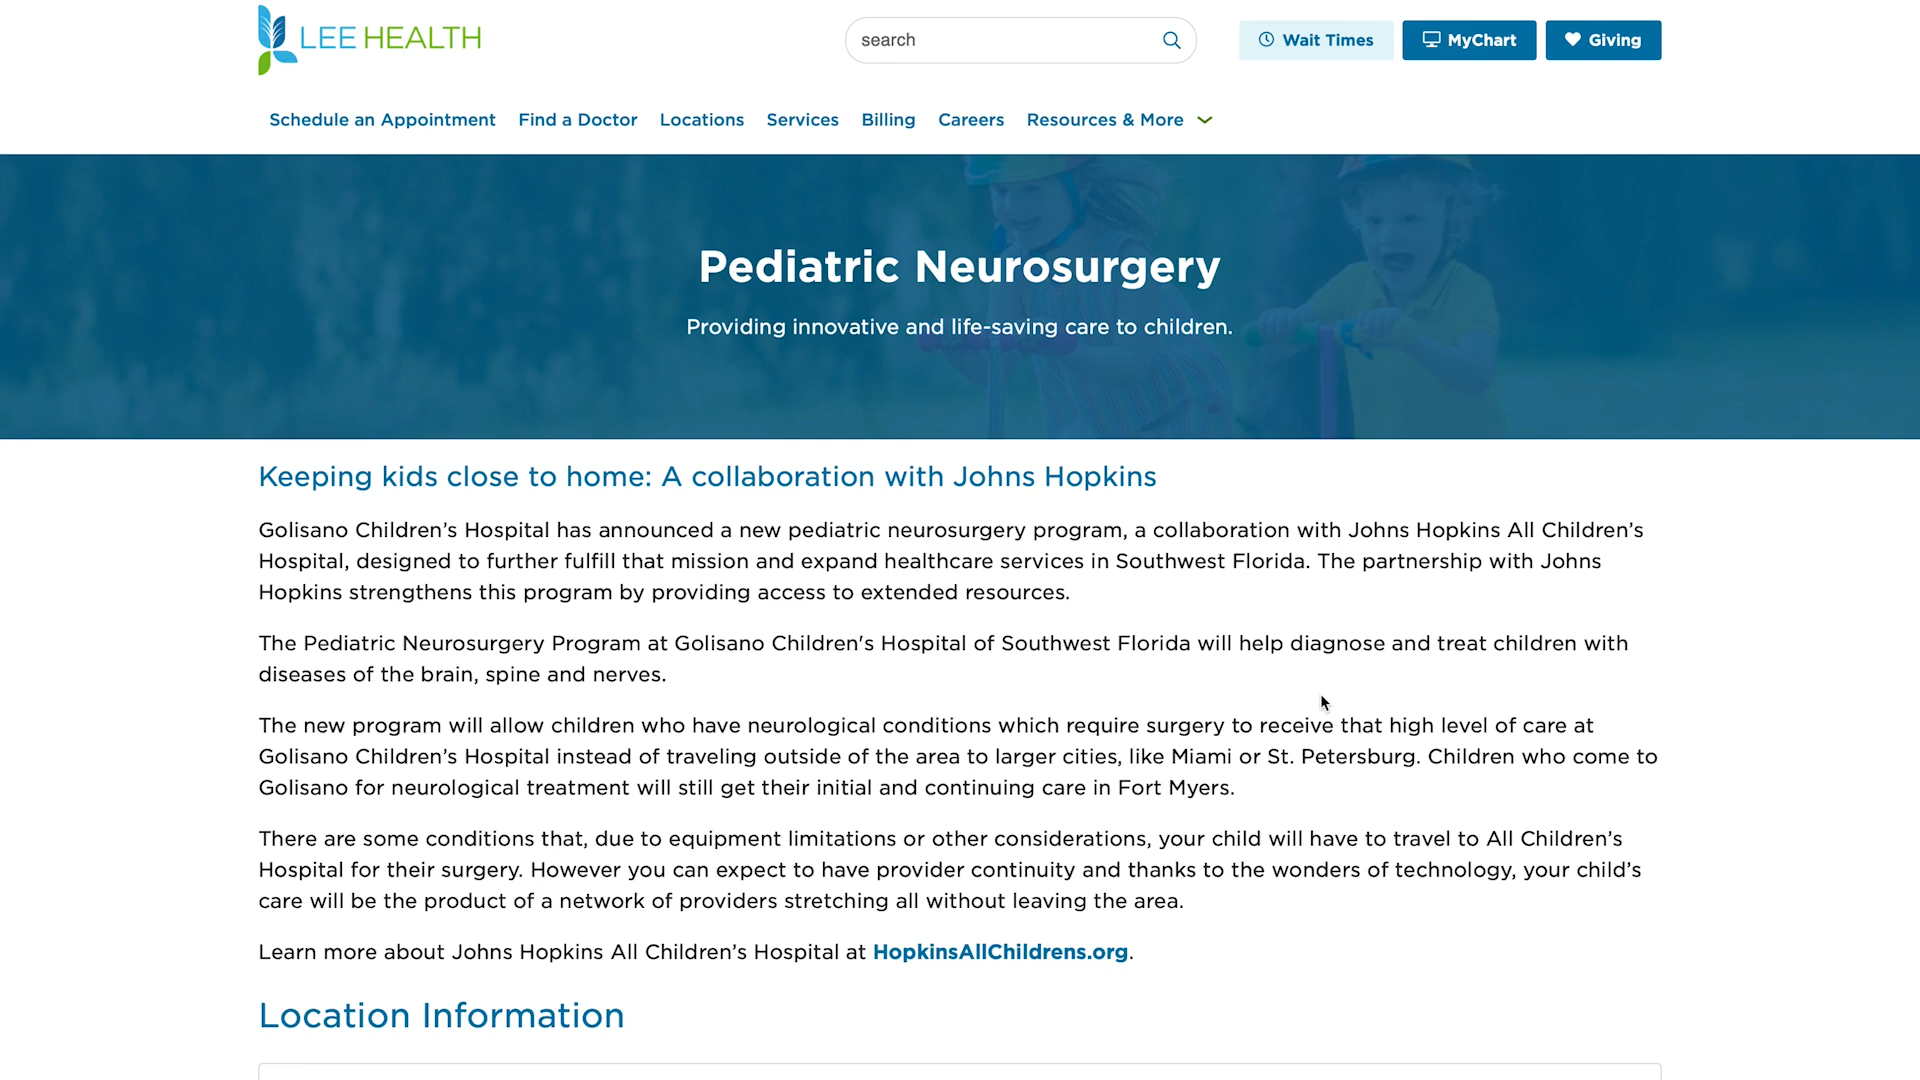 LEE HEALTH
search
Wait Times
MyChart
Giving
Schedule an Appointment
Find a Doctor
Locations
Services
Billing
Careers
Resources & More
Pediatric Neurosurgery
Providing innovative and life-saving care to children.
Keeping kids close to home: A collaboration with Johns Hopkins
Golisano Children’s Hospital has announced a new pediatric neurosurgery program, a collaboration with Johns Hopkins All Children’s
Hospital, designed to further fulfill that mission and expand healthcare services in Southwest Florida. The partnership with Johns
Hopkins strengthens this program by providing access to extended resources.
The Pediatric Neurosurgery Program at Golisano Children's Hospital of Southwest Florida will help diagnose and treat children with
diseases of the brain, spine and nerves.
The new program will allow children who have neurological conditions which require surgery to receive that high level of care at
Golisano Children’s Hospital instead of traveling outside of the area to larger cities, like Miami or St. Petersburg. Children who come to
Golisano for neurological treatment will still get their initial and continuing care in Fort Myers.
There are some conditions that, due to equipment limitations or other considerations, your child will have to travel to All Children’s
Hospital for their surgery. However you can expect to have provider continuity and thanks to the wonders of technology, your child’s
care will be the product of a network of providers stretching all without leaving the area.
Learn more about Johns Hopkins All Children’s Hospital at HopkinsAllChildrens.org.
Location Information